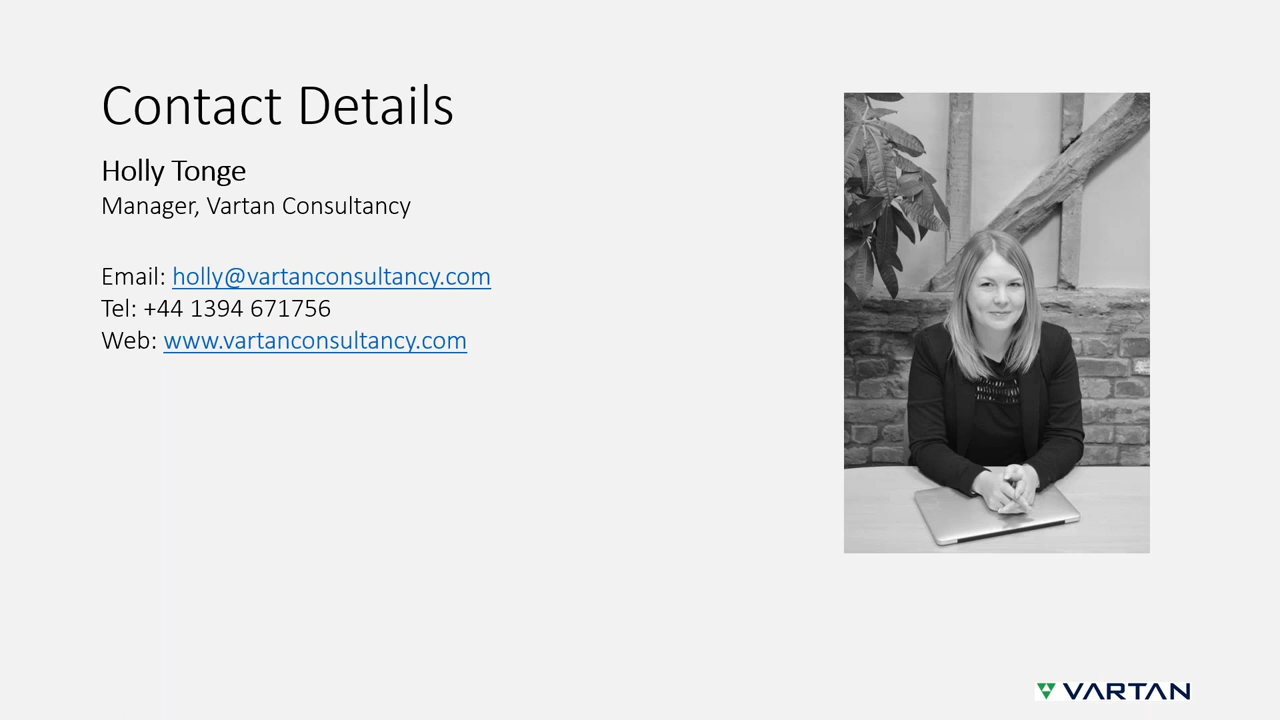 Contact Details
Holly Tonge
Manager, Vartan Consultancy
Email: holly@vartanconsultancy.com
Tel: +44 1394 671756
Web: www.vartanconsultancy.com
VARTAN